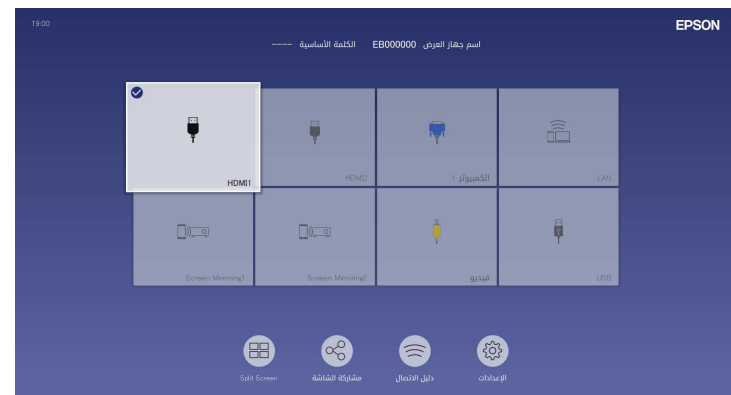 19:00
EPSON
اسم جهاز العرض EB000000 الكلمة الأساسية ----
HDMI1
HDMI2
الكمبيوتر 1
LAN
Screen Mirroring1
Screen Mirroring2
فيديو
USB
Split Screen
مشاركة الشاشة
دليل الاتصال
الإعدادات